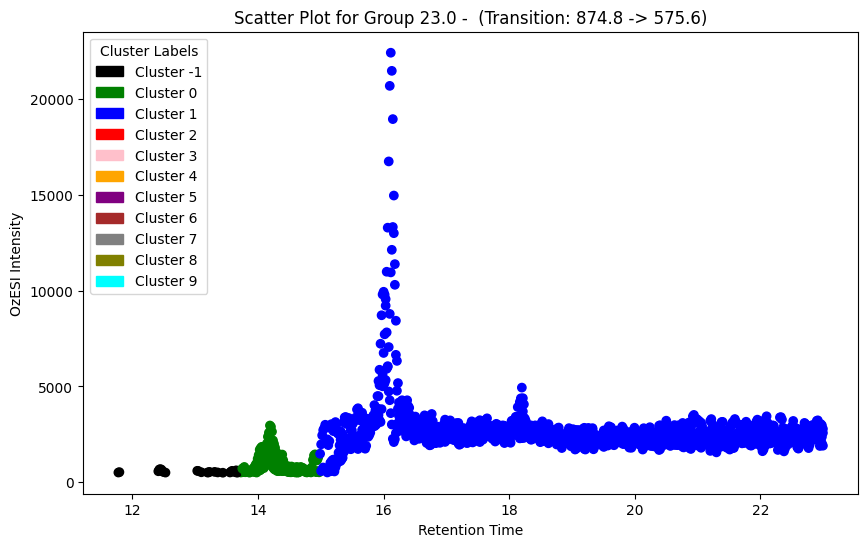 Scatter Plot for Group 23.0 -  (Transition: 874.8 -> 575.6)
Cluster Labels
Cluster -1
Cluster 0
Cluster 1
Cluster 2
Cluster 3
Cluster 4
Cluster 5
Cluster 6
Cluster 7
Cluster 8
Cluster 9
OzESI Intensity
20000
15000
10000
5000
0
12 14 16 18 20 22
Retention Time